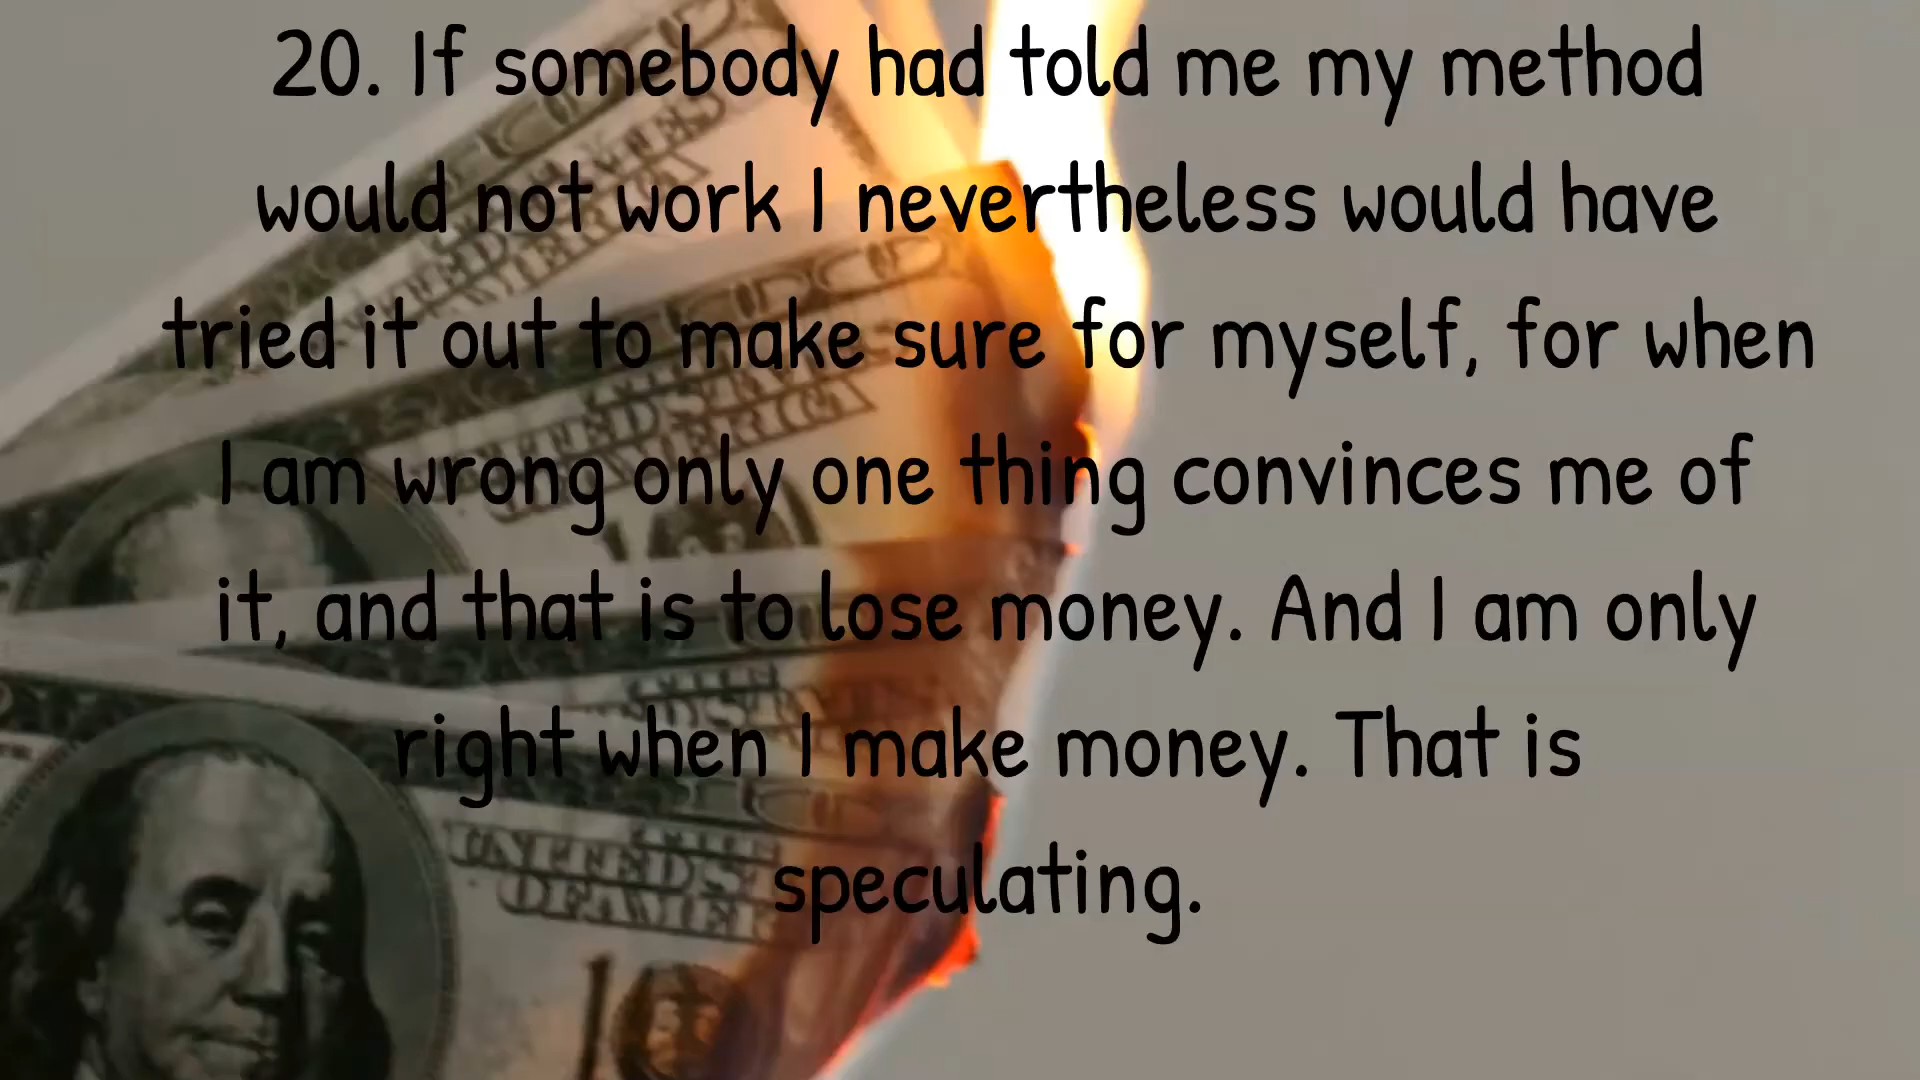 20. If somebody had told me my method
would not work I nevertheless would have
tried it out to make sure for myself, for when
I am wrong only one thing convinces me of
it, and that is to lose money. And I am only
right when I make money. That is
speculating.